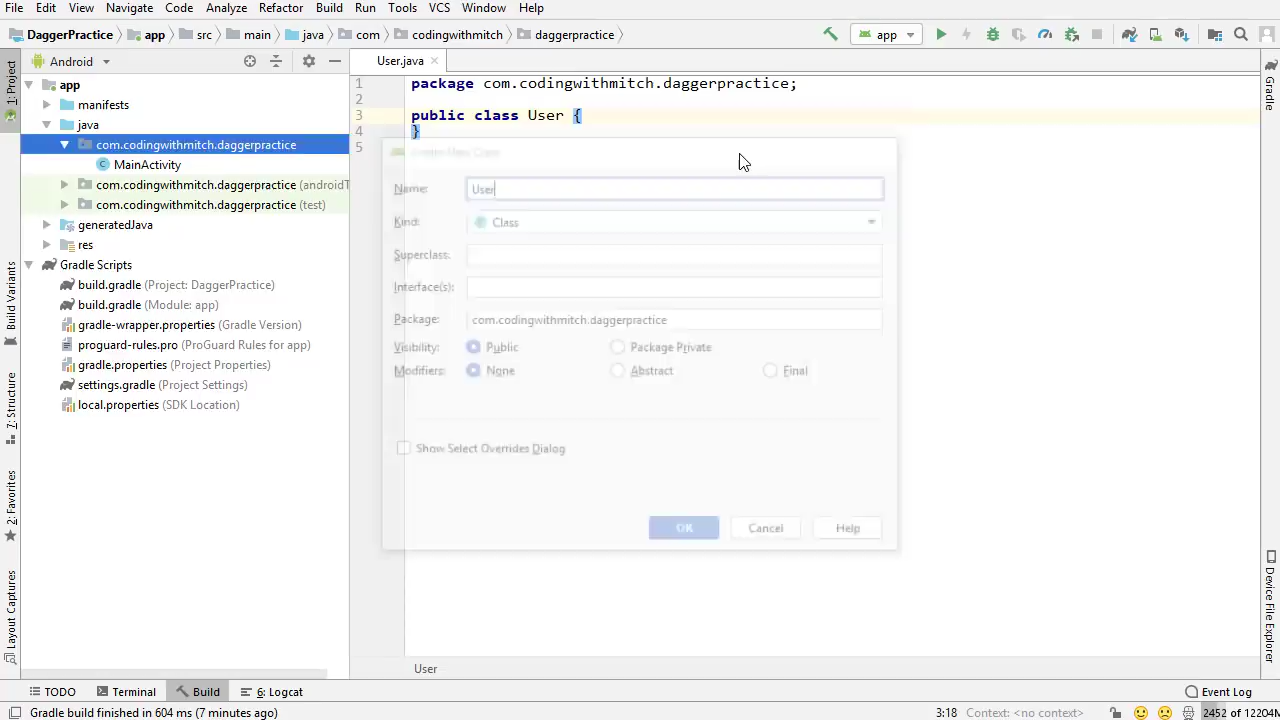 File Edit View Navigate Code Analyze Refactor Build Run Tools VCS Window Help
DaggerPractice app src main java com codingwithmitch daggerpractice app
Android
User.java
1: Project
Gradle
app
manifests
java
com.codingwithmitch.daggerpractice
MainActivity
com.codingwithmitch.daggerpractice (androidT
com.codingwithmitch.daggerpractice (test)
generatedJava
res
Gradle Scripts
build.gradle (Project: DaggerPractice)
build.gradle (Module: app)
gradle-wrapper.properties (Gradle Version)
proguard-rules.pro (ProGuard Rules for app)
gradle.properties (Project Properties)
settings.gradle (Project Settings)
local.properties (SDK Location)
Build Variants
7: Structure
2: Favorites
Layout Captures
1 package com.codingwithmitch.daggerpractice;
2
3 public class User {
4 }
5
Create New Class
Name: User
Kind: Class
Superclass:
Interface(s):
Package: com.codingwithmitch.daggerpractice
Visibility: Public Package Private
Modifiers: None Abstract Final
Show Select Overrides Dialog
OK Cancel Help
Device File Explorer
User
TODO Terminal Build 6: Logcat Event Log
Gradle build finished in 604 ms (7 minutes ago) 3:18 Context: <no context> 2452 of 12204M